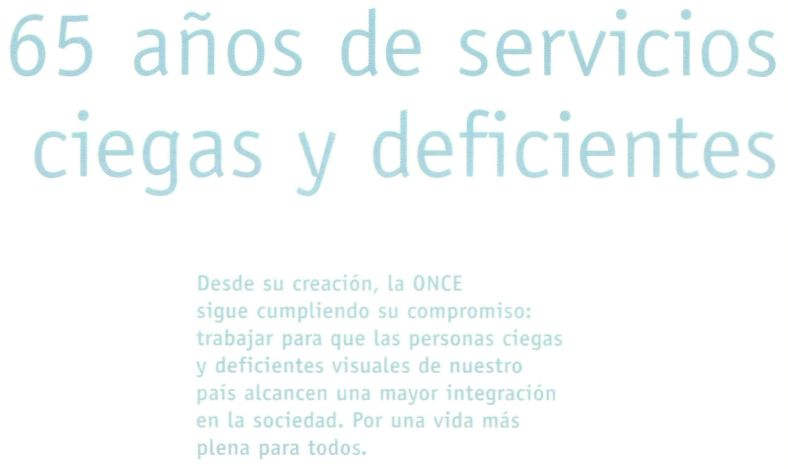 65 años de servicios
ciegas y deficientes
Desde su creación, la ONCE
sigue cumpliendo su compromiso:
trabajar para que las personas ciegas
y deficientes visuales de nuestro
país alcancen una mayor integración
en la sociedad. Por una vida más
plena para todos.